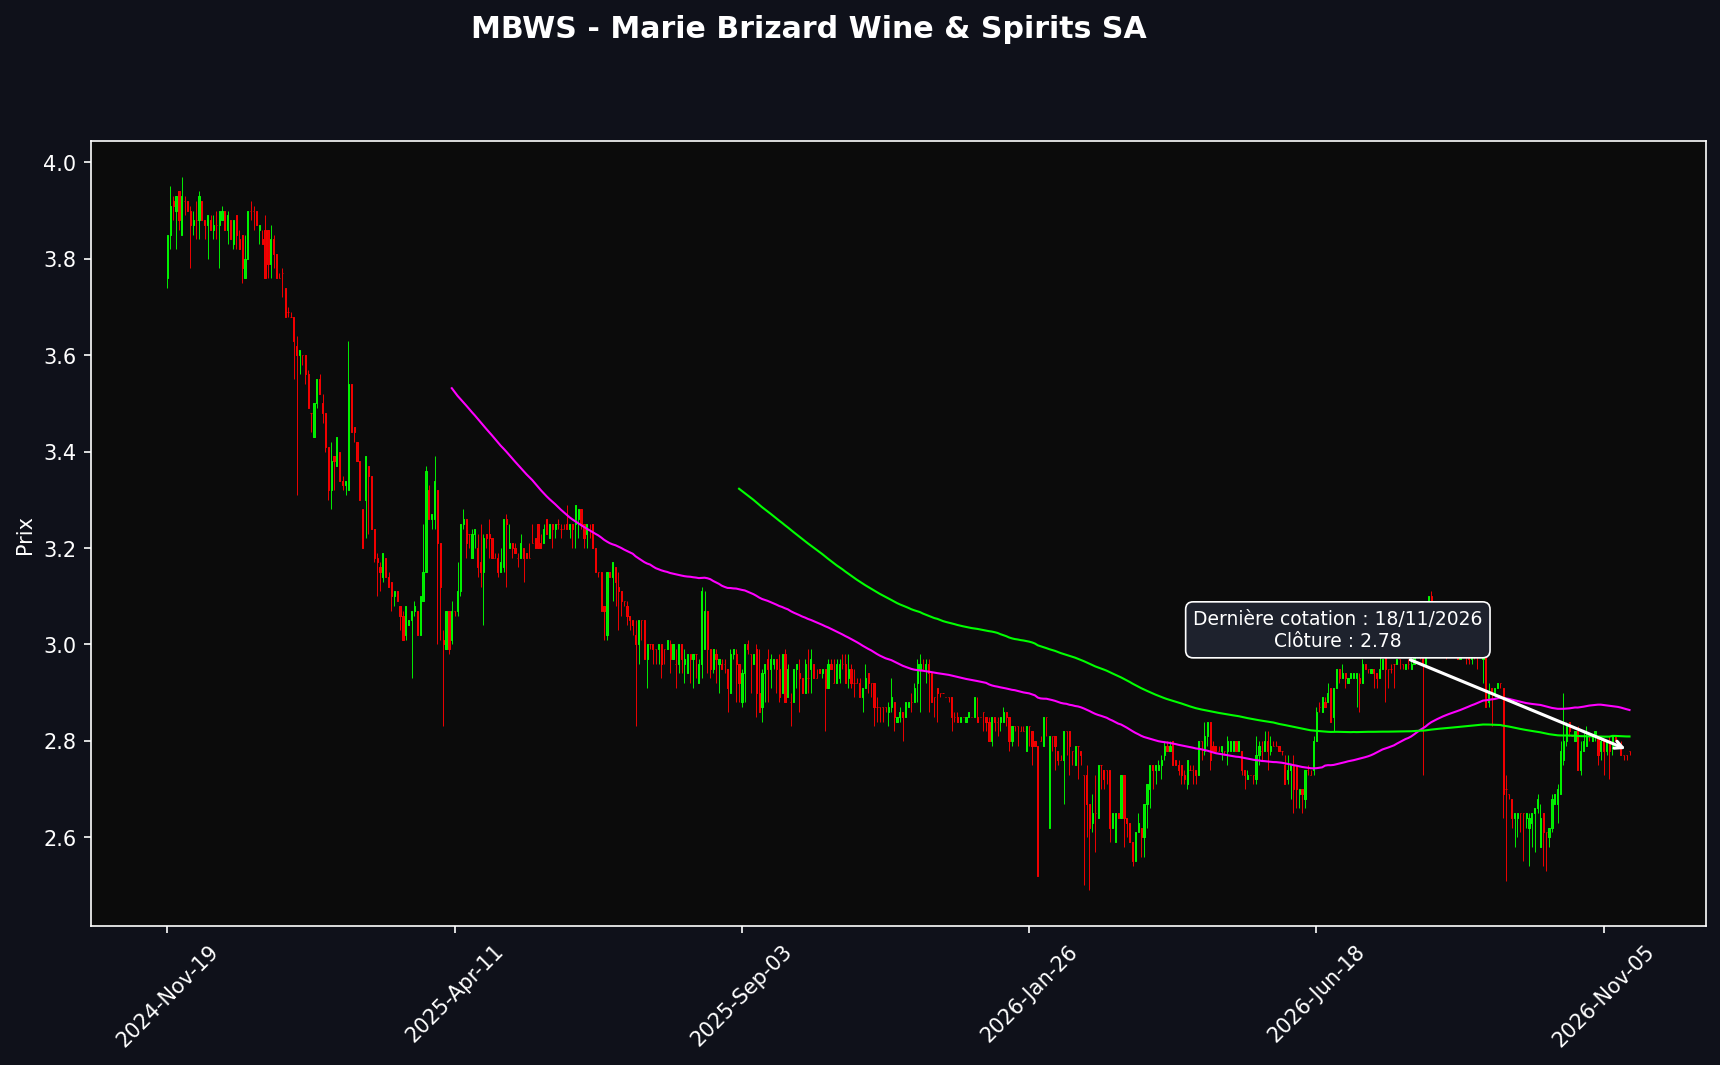 MBWS - Marie Brizard Wine & Spirits SA
4.0
3.8
3.6
3.4
3.2
3.0
2.8
2.6
Prix
Dernière cotation : 18/11/2026
Clôture : 2.78
2024-Nov-19
2025-Apr-11
2025-Sep-03
2026-Jan-26
2026-Jun-18
2026-Nov-05